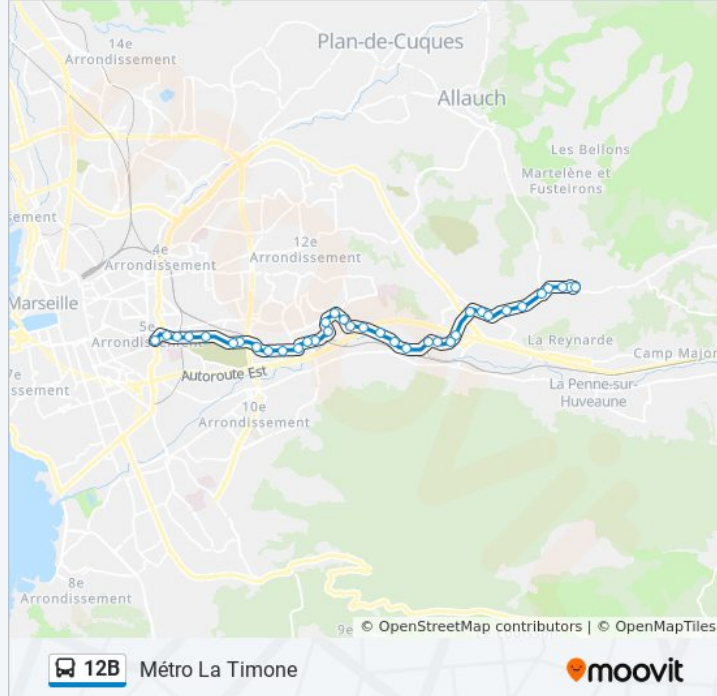 14e
Arrondissement
Plan-de-Cuques
Allauch
Les Bellons
Martelène et
Fusteirons
issement
4e
Arrondissement
12e
Arrondissement
Marseille
5e
Arrondissement
La Reynarde
Camp Major
7e
issement
Autoroute Est
La Penne-sur-
Huveaune
10e
Arrondissement
8e
Arrondissement
9e
© OpenStreetMap contributors | © OpenMapTiles
12B Métro La Timone
moovit